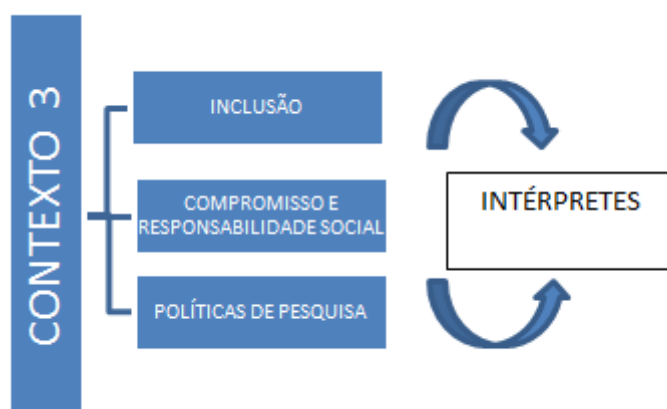 CONTEXTO 3
INCLUSÃO
COMPROMISSO E
RESPONSABILIDADE SOCIAL
POLÍTICAS DE PESQUISA
INTÉRPRETES